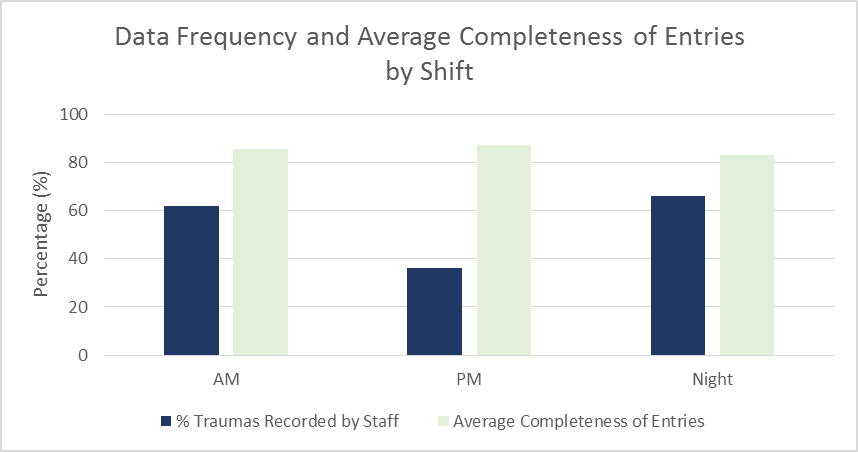 Data Frequency and Average Completeness of Entries
by Shift
Percentage (%)
100
80
60
40
20
0
AM PM Night
% Traumas Recorded by Staff Average Completeness of Entries